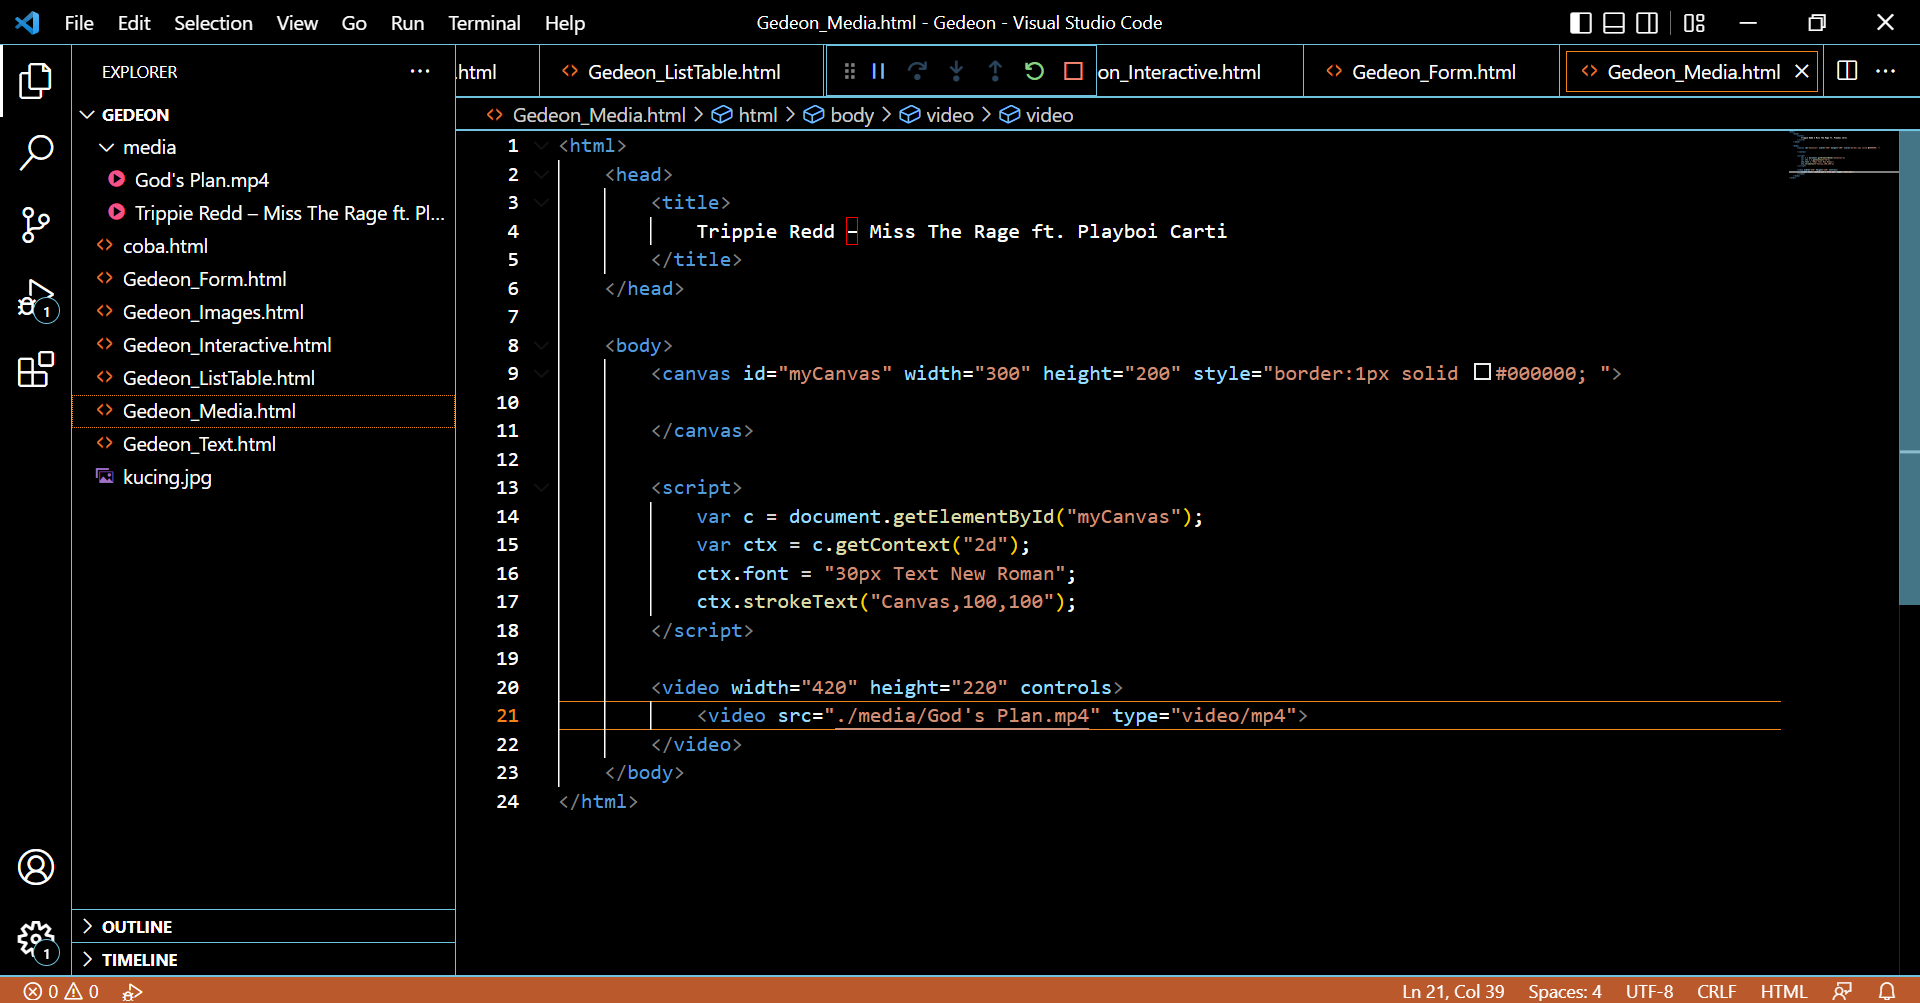 File Edit Selection View Go Run Terminal Help
Gedeon_Media.html - Gedeon - Visual Studio Code
EXPLORER
.html
Gedeon_ListTable.html
on_Interactive.html
Gedeon_Form.html
Gedeon_Media.html
Gedeon_Media.html > html > body > video > video
GEDEON
media
God's Plan.mp4
Trippie Redd – Miss The Rage ft. Pl...
coba.html
Gedeon_Form.html
Gedeon_Images.html
Gedeon_Interactive.html
Gedeon_ListTable.html
Gedeon_Media.html
Gedeon_Text.html
kucing.jpg
1
1
OUTLINE
TIMELINE
1 <html>
2 <head>
3 <title>
4 Trippie Redd – Miss The Rage ft. Playboi Carti
5 </title>
6 </head>
7
8 <body>
9 <canvas id="myCanvas" width="300" height="200" style="border:1px solid #000000; ">
10
11 </canvas>
12
13 <script>
14 var c = document.getElementById("myCanvas");
15 var ctx = c.getContext("2d");
16 ctx.font = "30px Text New Roman";
17 ctx.strokeText("Canvas,100,100");
18 </script>
19
20 <video width="420" height="220" controls>
21 <video src="./media/God's Plan.mp4" type="video/mp4">
22 </video>
23 </body>
24 </html>
0 0
Ln 21, Col 39 Spaces: 4 UTF-8 CRLF HTML